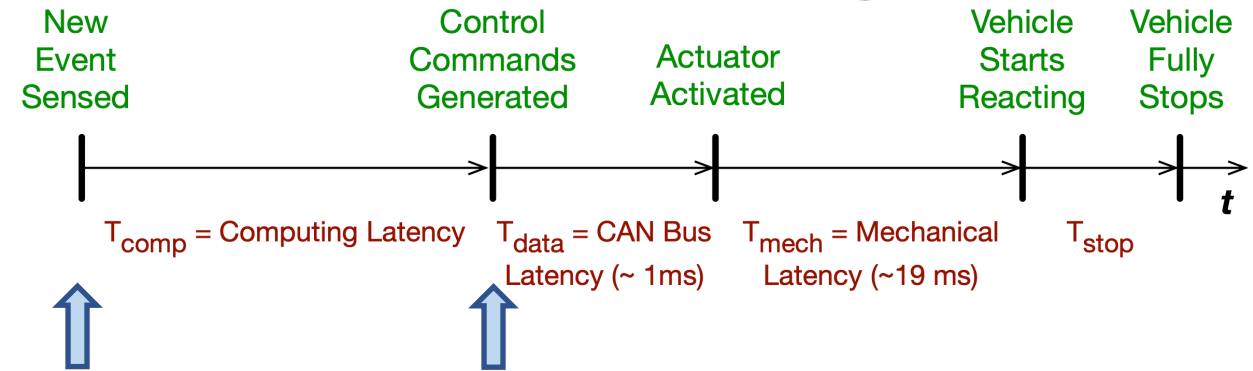 New
Event
Sensed
Control
Commands
Generated
Actuator
Activated
Vehicle
Starts
Reacting
Vehicle
Fully
Stops
t
Tcomp = Computing Latency
Tdata = CAN Bus
Latency (~ 1ms)
Tmech = Mechanical
Latency (~19 ms)
Tstop